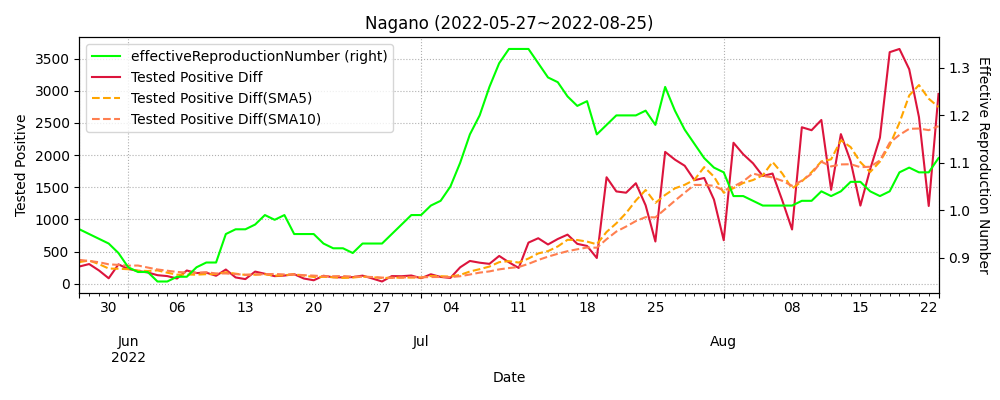 Nagano (2022-05-27~2022-08-25)
effectiveReproductionNumber (right)
Tested Positive Diff
Tested Positive Diff(SMA5)
Tested Positive Diff(SMA10)
3500
3000
2500
2000
1500
1000
500
0
Tested Positive
1.3
1.2
1.1
1.0
0.9
Effective Reproduction Number
30 06 13 20 27 04 11 18 25 08 15 22
Jun Jul Aug
2022
Date